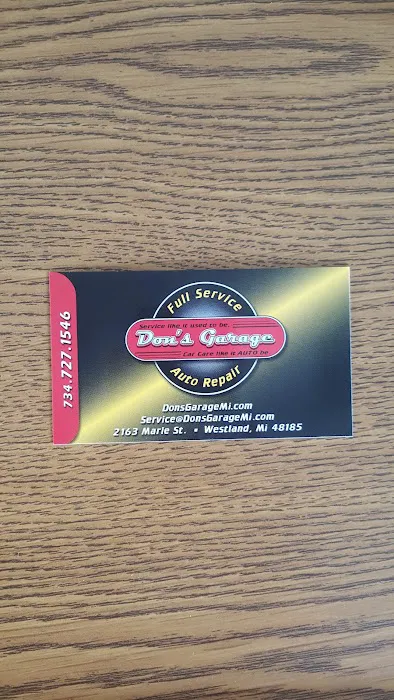 734.727.1546
Full Service
Service like it used to be.
Don's Garage
Car Care like it AUTO be
Auto Repair
DonsGarageMi.com
Service@DonsGarageMi.com
2163 Marie St. • Westland, Mi 48185